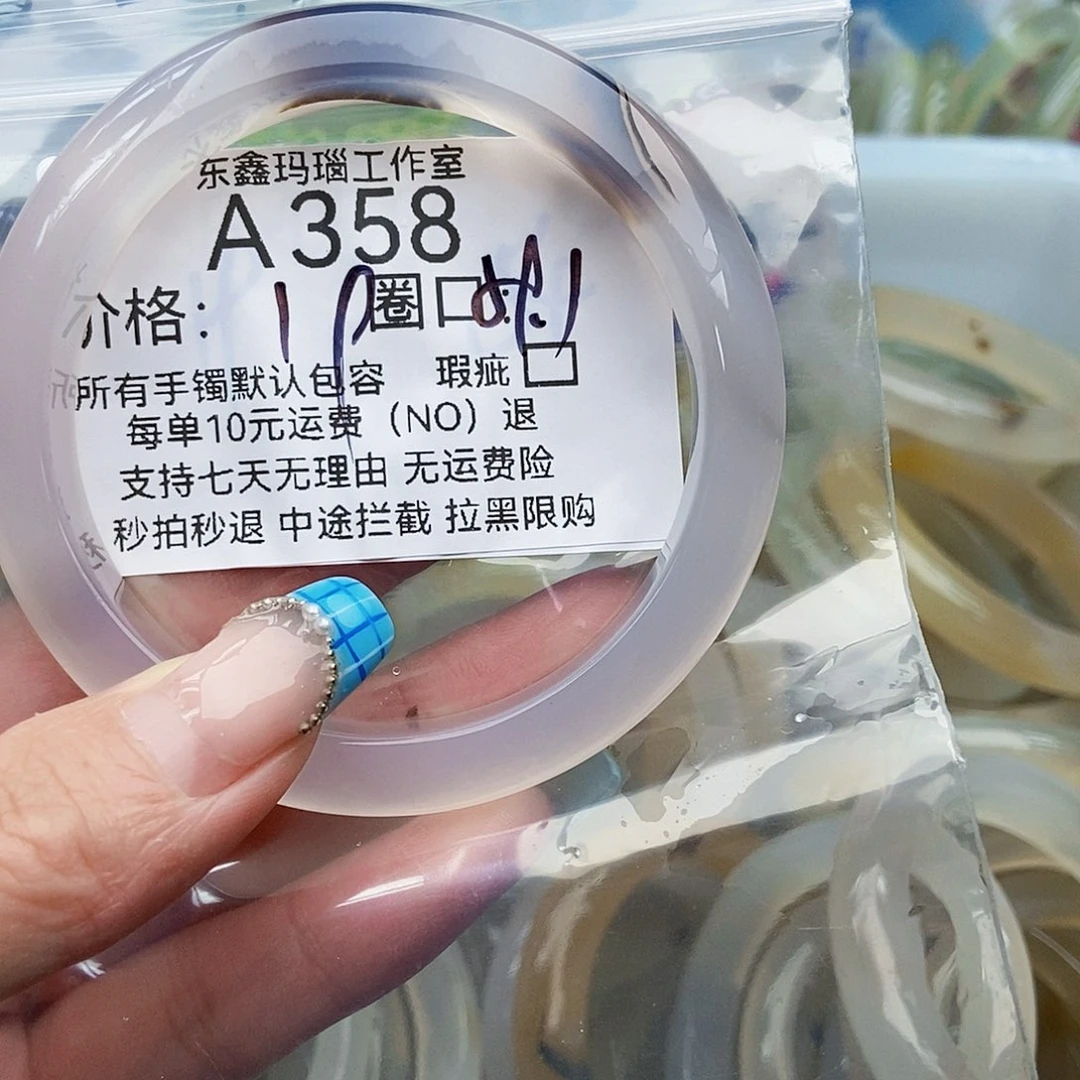 东鑫玛瑙工作室
A358
价格： 圈口：
所有手镯默认包容 瑕疵□
每单10元运费（NO）退
支持七天无理由 无运费险
秒拍秒退 中途拦截 拉黑限购